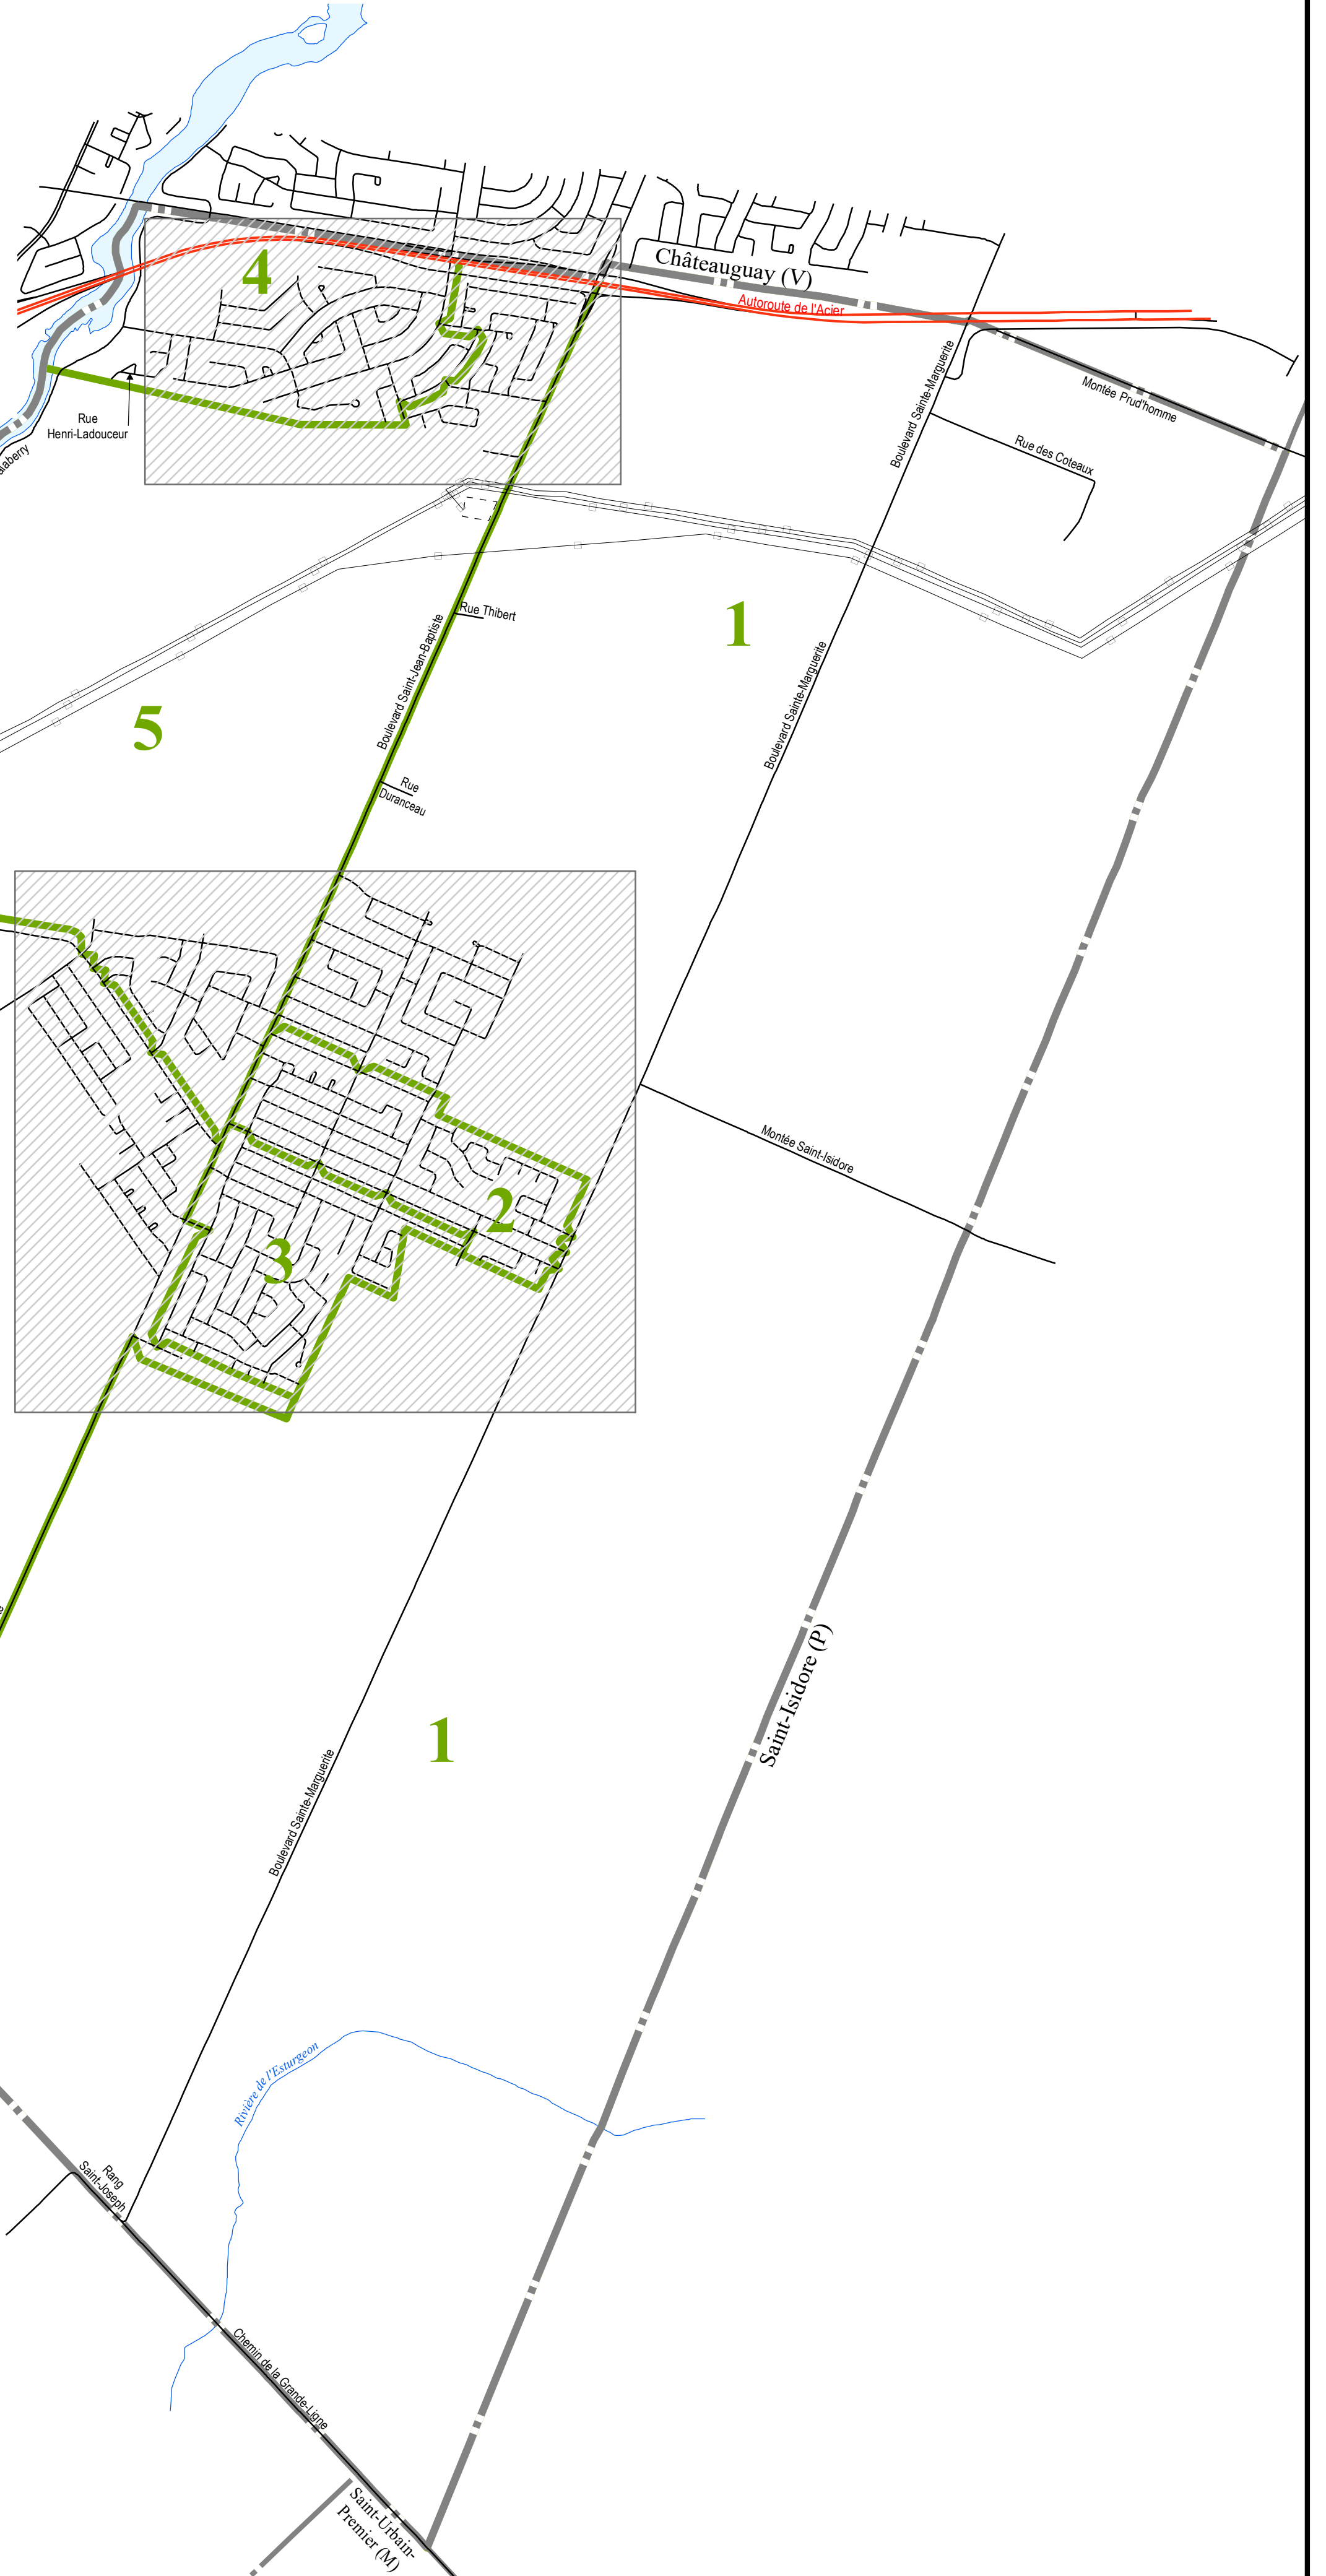 4
Châteauguay (V)
Autoroute de l'Acier
Boulevard Sainte-Marguerite
Montée Prud'homme
Rue
Henri-Ladouceur
Rue des Coteaux
1
Rue Thibert
Boulevard Saint-Jean-Baptiste
Boulevard Sainte-Marguerite
5
Rue
Duranceau
Montée Saint-Isidore
2
3
Saint-Isidore (P)
1
Boulevard Sainte-Marguerite
Rivière de l'Esturgeon
Rang
Saint-Joseph
Chemin de la Grande-Ligne
Saint-Urbain-
Premier (M)